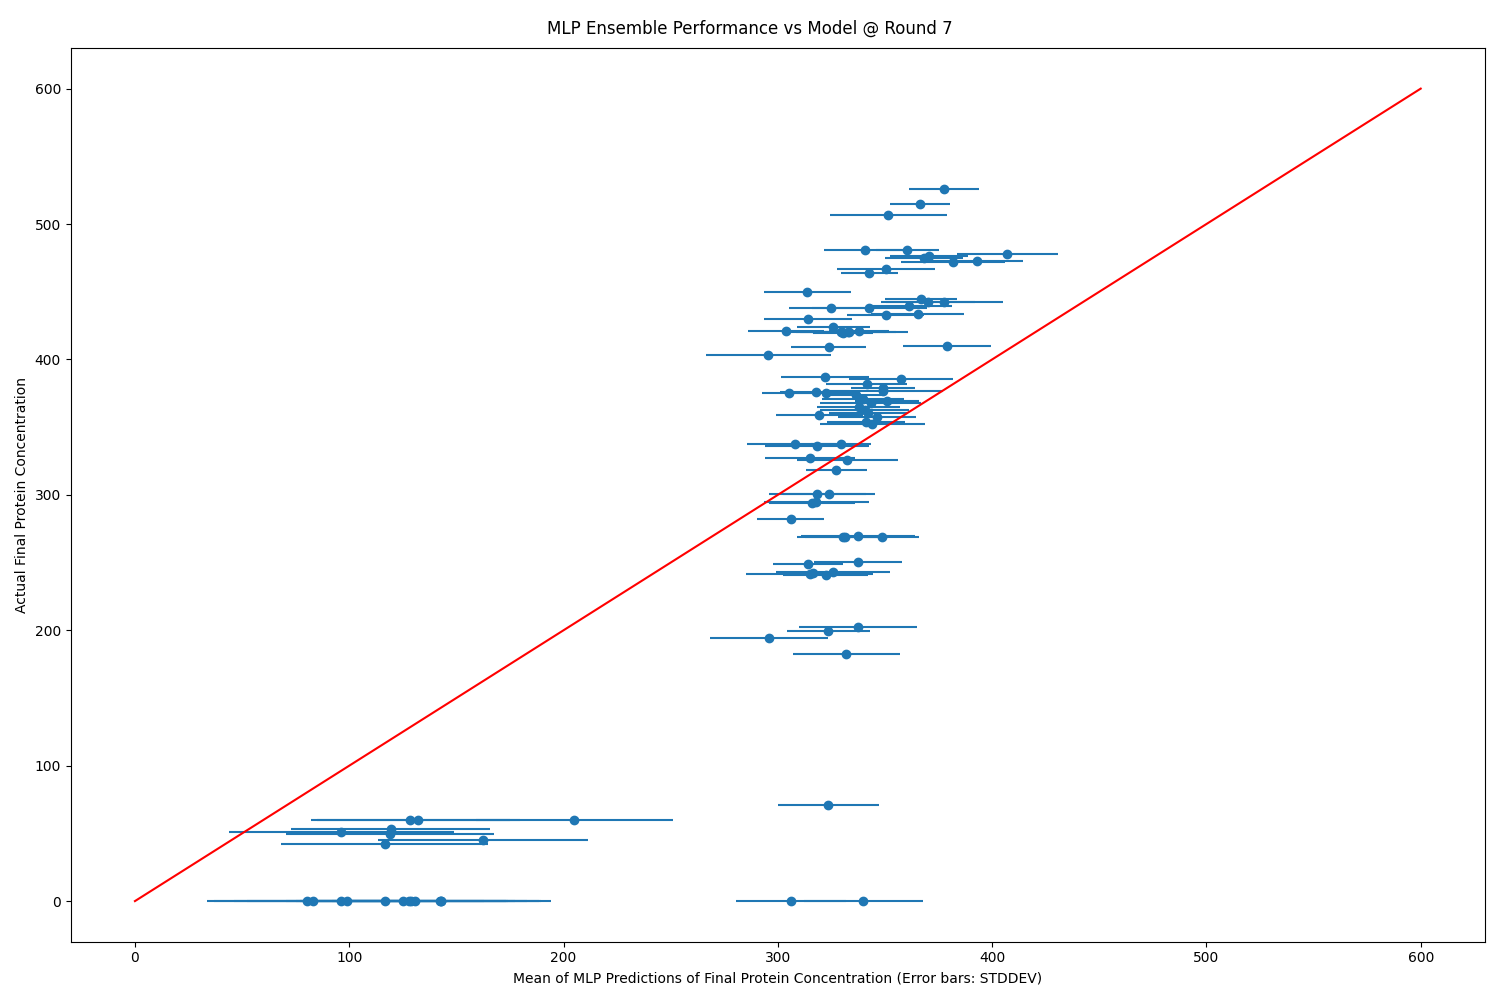 MLP Ensemble Performance vs Model @ Round 7
600
500
400
300
200
100
0
Actual Final Protein Concentration
0 100 200 300 400 500 600
Mean of MLP Predictions of Final Protein Concentration (Error bars: STDDEV)